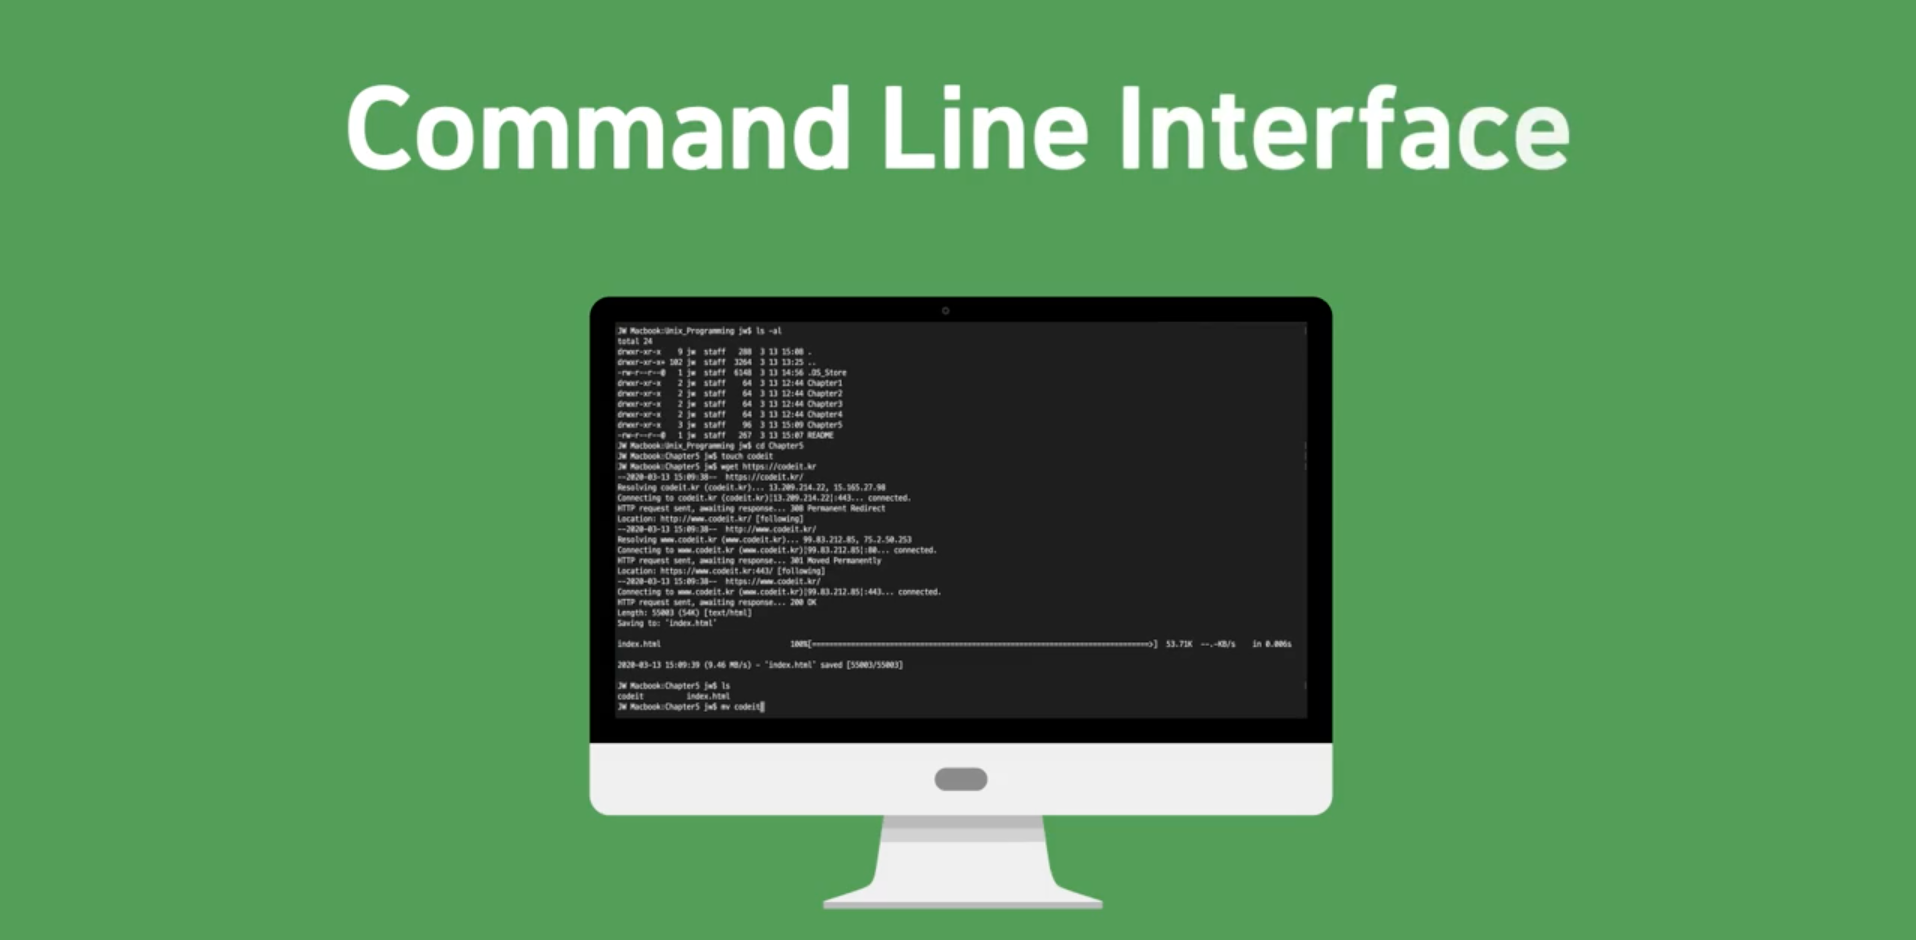 Command Line Interface
JW Macbook:Unix_Programming jw$ ls -al
total 24
drwxr-xr-x 9 jw staff 288 3 13 15:08 .
drwxr-xr-x+ 102 jw staff 3264 3 13 13:25 ..
-rw-r--r--@ 1 jw staff 6148 3 13 14:56 .DS_Store
drwxr-xr-x 2 jw staff 64 3 13 12:44 Chapter1
drwxr-xr-x 2 jw staff 64 3 13 12:44 Chapter2
drwxr-xr-x 2 jw staff 64 3 13 12:44 Chapter3
drwxr-xr-x 2 jw staff 64 3 13 12:44 Chapter4
drwxr-xr-x 3 jw staff 96 3 13 15:09 Chapter5
-rw-r--r--@ 1 jw staff 267 3 13 15:07 README
JW Macbook:Unix_Programming jw$ cd Chapter5
JW Macbook:Chapter5 jw$ touch codeit
JW Macbook:Chapter5 jw$ wget https://codeit.kr
--2020-03-13 15:09:38-- https://codeit.kr/
Resolving codeit.kr (codeit.kr)... 13.209.214.22, 15.165.27.98
Connecting to codeit.kr (codeit.kr)|13.209.214.22|:443... connected.
HTTP request sent, awaiting response... 308 Permanent Redirect
Location: http://www.codeit.kr/ [following]
--2020-03-13 15:09:38-- http://www.codeit.kr/
Resolving www.codeit.kr (www.codeit.kr)... 99.83.212.85, 75.2.50.253
Connecting to www.codeit.kr (www.codeit.kr)|99.83.212.85|:80... connected.
HTTP request sent, awaiting response... 301 Moved Permanently
Location: https://www.codeit.kr:443/ [following]
--2020-03-13 15:09:38-- https://www.codeit.kr/
Connecting to www.codeit.kr (www.codeit.kr)|99.83.212.85|:443... connected.
HTTP request sent, awaiting response... 200 OK
Length: 55003 (54K) [text/html]
Saving to: 'index.html'
index.html 100%[==============================================================================>] 53.71K --.-KB/s in 0.006s
2020-03-13 15:09:39 (9.46 MB/s) - 'index.html' saved [55003/55003]
JW Macbook:Chapter5 jw$ ls
codeit index.html
JW Macbook:Chapter5 jw$ mv codeit